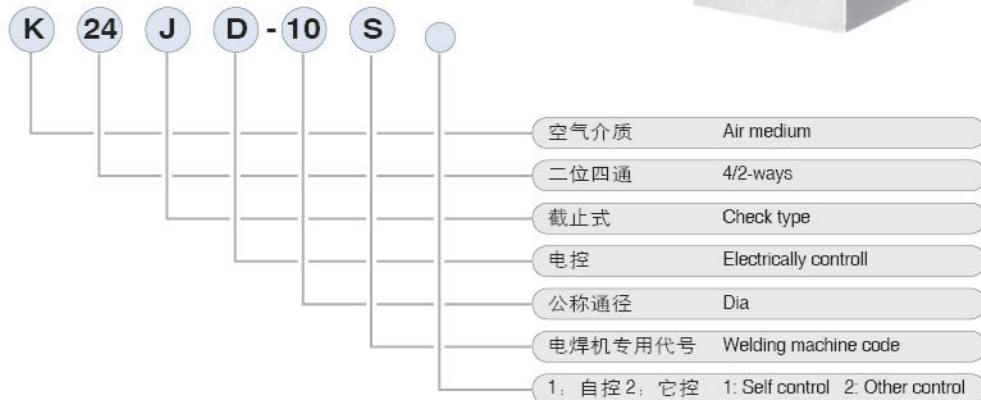 K 24 J D - 10 S
空气介质 Air medium
二位四通 4/2-ways
截止式 Check type
电控 Electrically controll
公称通径 Dia
电焊机专用代号 Welding machine code
1：自控 2：它控 1: Self control 2: Other control